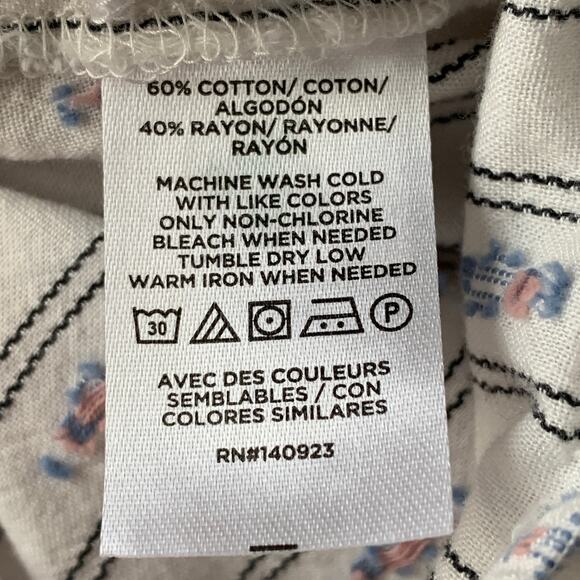 60% COTTON/ COTON/
ALGODÓN
40% RAYON/ RAYONNE/
RAYÓN
MACHINE WASH COLD
WITH LIKE COLORS
ONLY NON-CHLORINE
BLEACH WHEN NEEDED
TUMBLE DRY LOW
WARM IRON WHEN NEEDED
30 P
AVEC DES COULEURS
SEMBLABLES / CON
COLORES SIMILARES
RN#140923